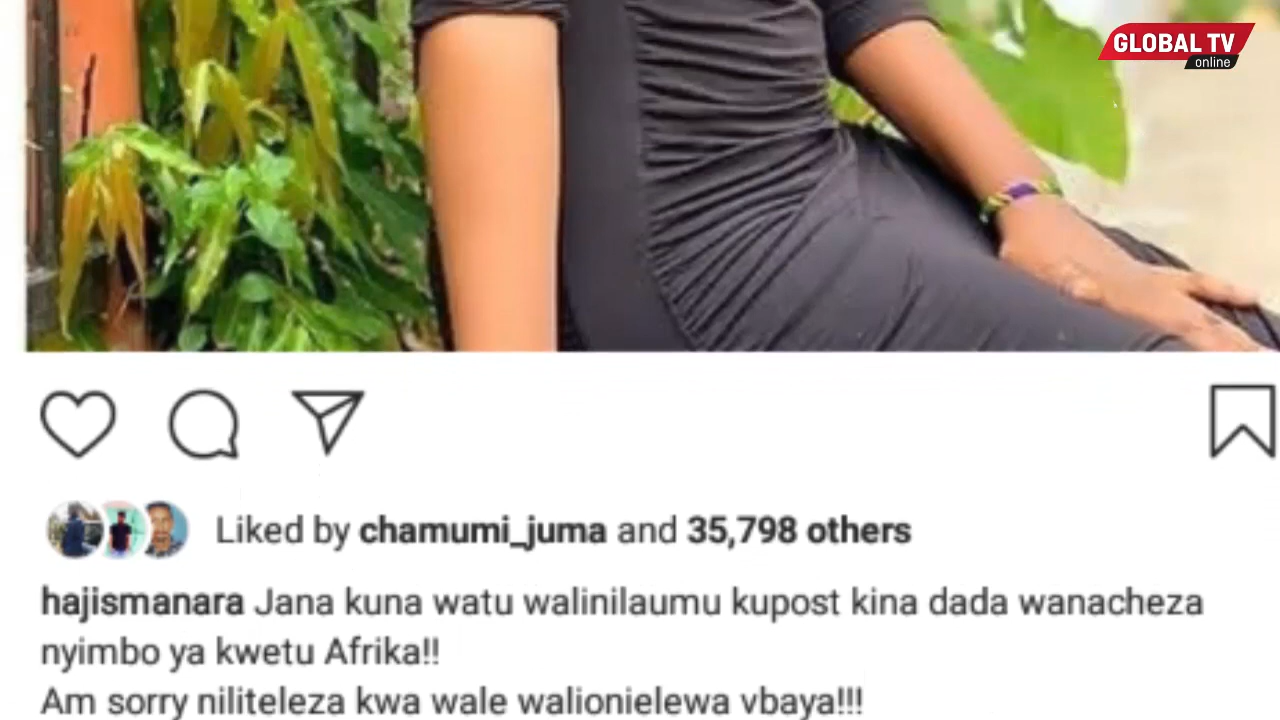 GLOBAL TV
online
Liked by chamumi_juma and 35,798 others
hajismanara Jana kuna watu walinilaumu kupost kina dada wanacheza
nyimbo ya kwetu Afrika!!
Am sorry niliteleza kwa wale walionielewa vbaya!!!